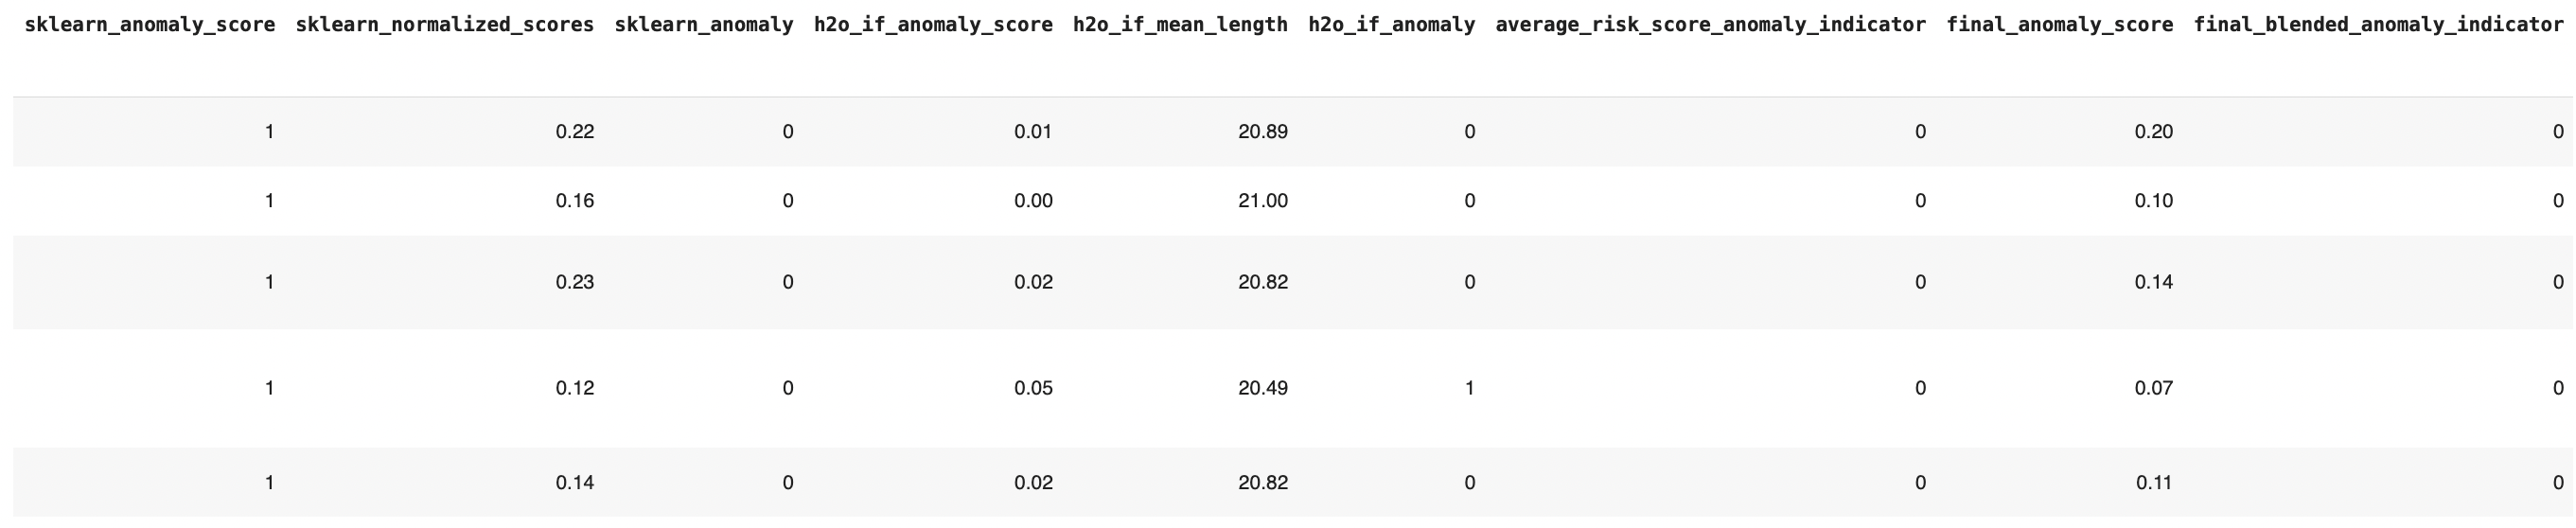 sklearn_anomaly_score sklearn_normalized_scores sklearn_anomaly h2o_if_anomaly_score h2o_if_mean_length h2o_if_anomaly average_risk_score_anomaly_indicator final_anomaly_score final_blended_anomaly_indicator
1 0.22 0 0.01 20.89 0 0 0.20 0
1 0.16 0 0.00 21.00 0 0 0.10 0
1 0.23 0 0.02 20.82 0 0 0.14 0
1 0.12 0 0.05 20.49 1 0 0.07 0
1 0.14 0 0.02 20.82 0 0 0.11 0